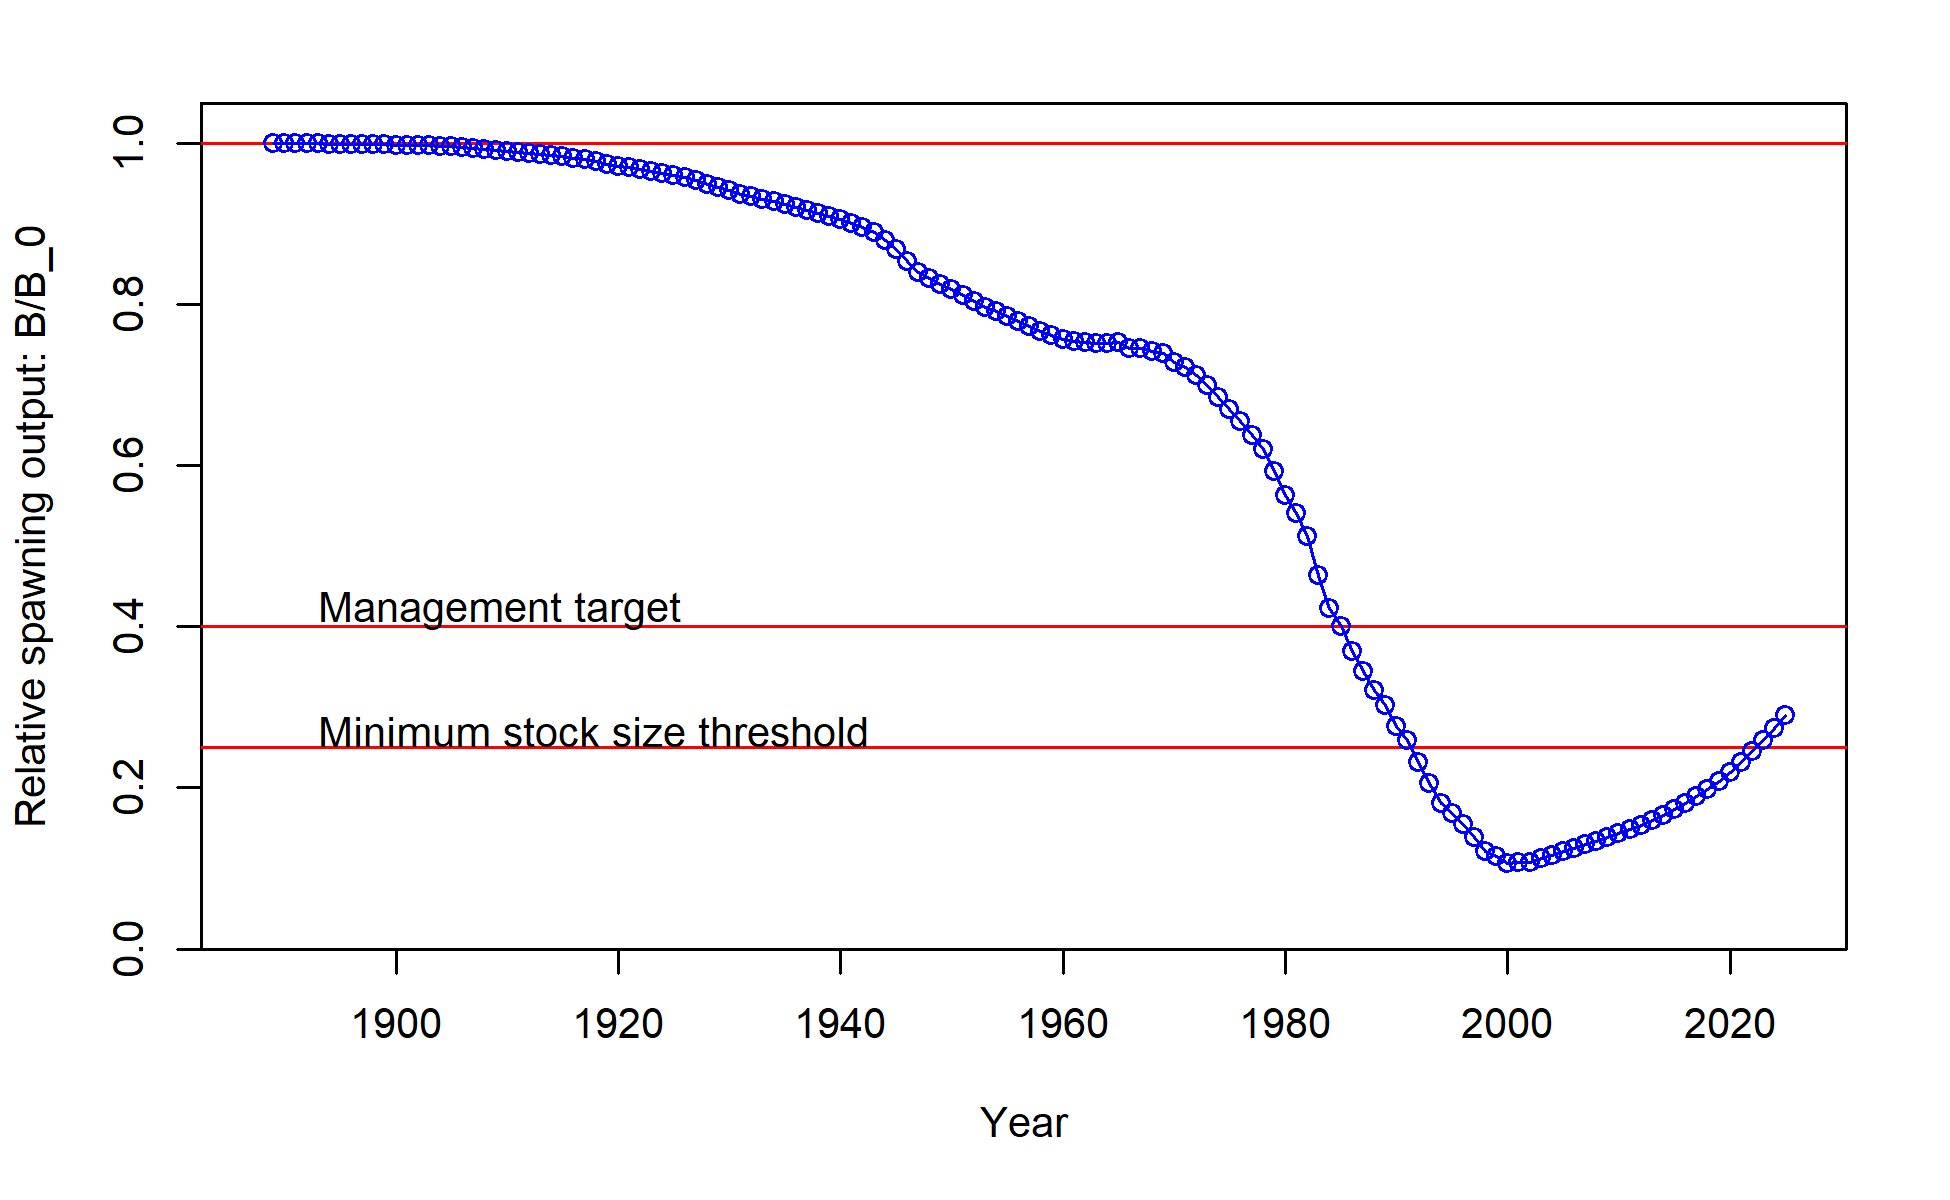 Relative spawning output: B/B_0
1.0
0.8
0.6
0.4
0.2
0.0
Management target
Minimum stock size threshold
1900 1920 1940 1960 1980 2000 2020
Year